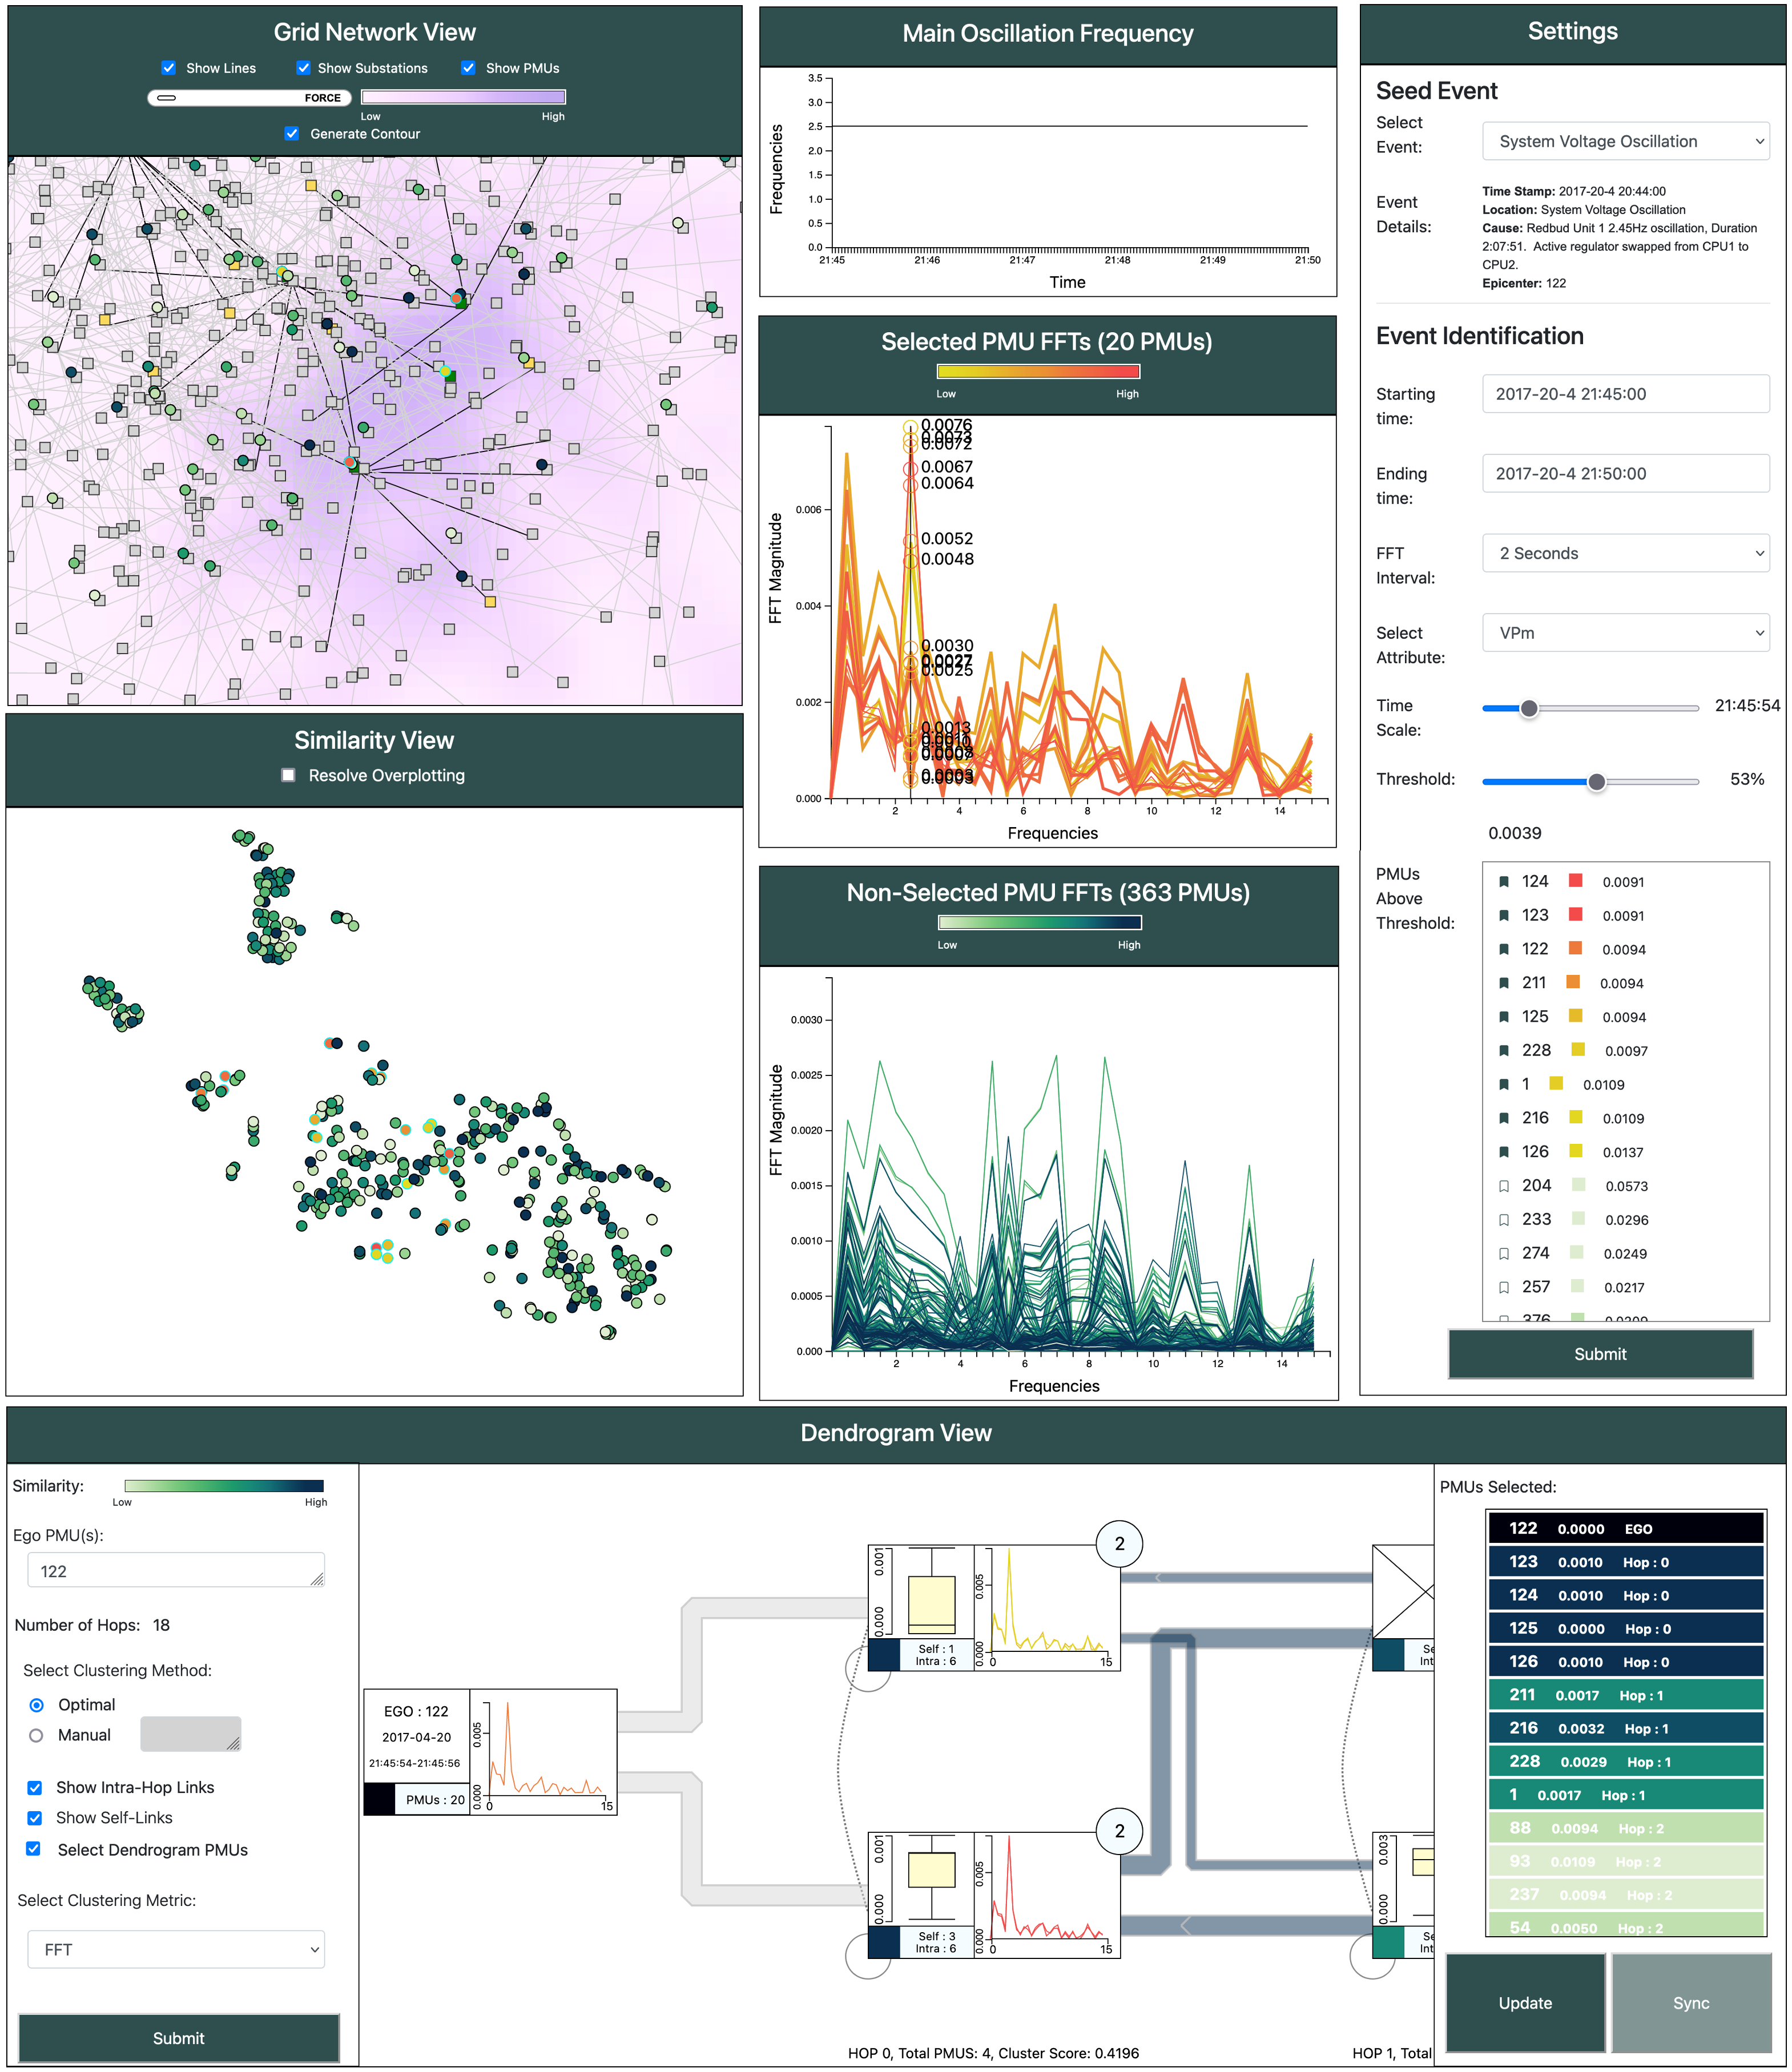 Grid Network View
Show Lines
Show Substations
Show PMUs
FORCE
Low
High
Generate Contour
Similarity View
Resolve Overplotting
Main Oscillation Frequency
Frequencies
3.5
3.0
2.5
2.0
1.5
1.0
0.5
0.0
21:45
21:46
21:47
21:48
21:49
21:50
Time
Selected PMU FFTs (20 PMUs)
Low
High
FFT Magnitude
0.006
0.004
0.002
0.000
0.0076
0.0072
0.0067
0.0064
0.0052
0.0048
0.0030
0.0027
0.0025
0.0013
2
4
6
8
10
12
14
Frequencies
Non-Selected PMU FFTs (363 PMUs)
Low
High
FFT Magnitude
0.0030
0.0025
0.0020
0.0015
0.0010
0.0005
0.000
2
4
6
8
10
12
14
Frequencies
Settings
Seed Event
Select
Event:
System Voltage Oscillation
Event
Details:
Time Stamp: 2017-20-4 20:44:00
Location: System Voltage Oscillation
Cause: Redbud Unit 1 2.45Hz oscillation, Duration
2:07:51. Active regulator swapped from CPU1 to
CPU2.
Epicenter: 122
Event Identification
Starting
time:
2017-20-4 21:45:00
Ending
time:
2017-20-4 21:50:00
FFT
Interval:
2 Seconds
Select
Attribute:
VPm
Time
Scale:
21:45:54
Threshold:
53%
0.0039
PMUs
Above
Threshold:
124 0.0091
123 0.0091
122 0.0094
211 0.0094
125 0.0094
228 0.0097
1 0.0109
216 0.0109
126 0.0137
204 0.0573
233 0.0296
274 0.0249
257 0.0217
376 0.0209
Submit
Dendrogram View
Similarity:
Low
High
Ego PMU(s):
122
Number of Hops: 18
Select Clustering Method:
Optimal
Manual
Show Intra-Hop Links
Show Self-Links
Select Dendrogram PMUs
Select Clustering Metric:
FFT
Submit
EGO : 122
2017-04-20
21:45:54-21:45:56
PMUs : 20
0.005
0.000
0
15
2
0.001
0.000
Self : 1
Intra : 6
0.005
0.000
0
15
2
0.001
0.000
Self : 3
Intra : 6
0.005
0.000
0
15
Se
Int
0.003
0.000
Se
Int
HOP 0, Total PMUS: 4, Cluster Score: 0.4196
HOP 1, Total
PMUs Selected:
122 0.0000 EGO
123 0.0010 Hop : 0
124 0.0010 Hop : 0
125 0.0000 Hop : 0
126 0.0010 Hop : 0
211 0.0017 Hop : 1
216 0.0032 Hop : 1
228 0.0029 Hop : 1
1 0.0017 Hop : 1
88 0.0094 Hop : 2
93 0.0109 Hop : 2
237 0.0094 Hop : 2
54 0.0050 Hop : 2
Update
Sync